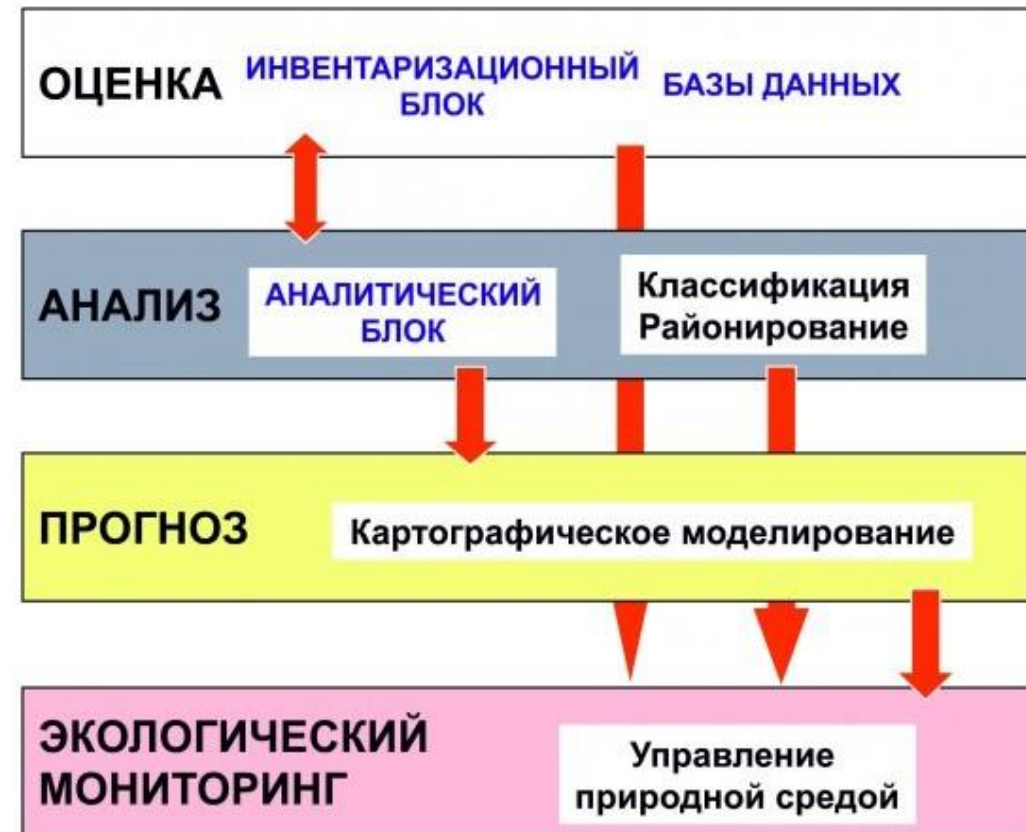 ОЦЕНКА
ИНВЕНТАРИЗАЦИОННЫЙ
БЛОК
БАЗЫ ДАННЫХ
АНАЛИЗ
АНАЛИТИЧЕСКИЙ
БЛОК
Классификация
Районирование
ПРОГНОЗ
Картографическое моделирование
ЭКОЛОГИЧЕСКИЙ
МОНИТОРИНГ
Управление
природной средой